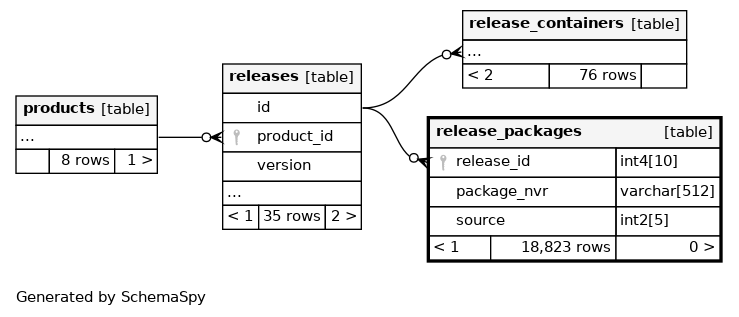 products [table]
...
8 rows 1 >
releases [table]
id
product_id
version
...
< 1 35 rows 2 >
release_containers [table]
...
< 2 76 rows
release_packages [table]
release_id int4[10]
package_nvr varchar[512]
source int2[5]
< 1 18,823 rows 0 >
Generated by SchemaSpy